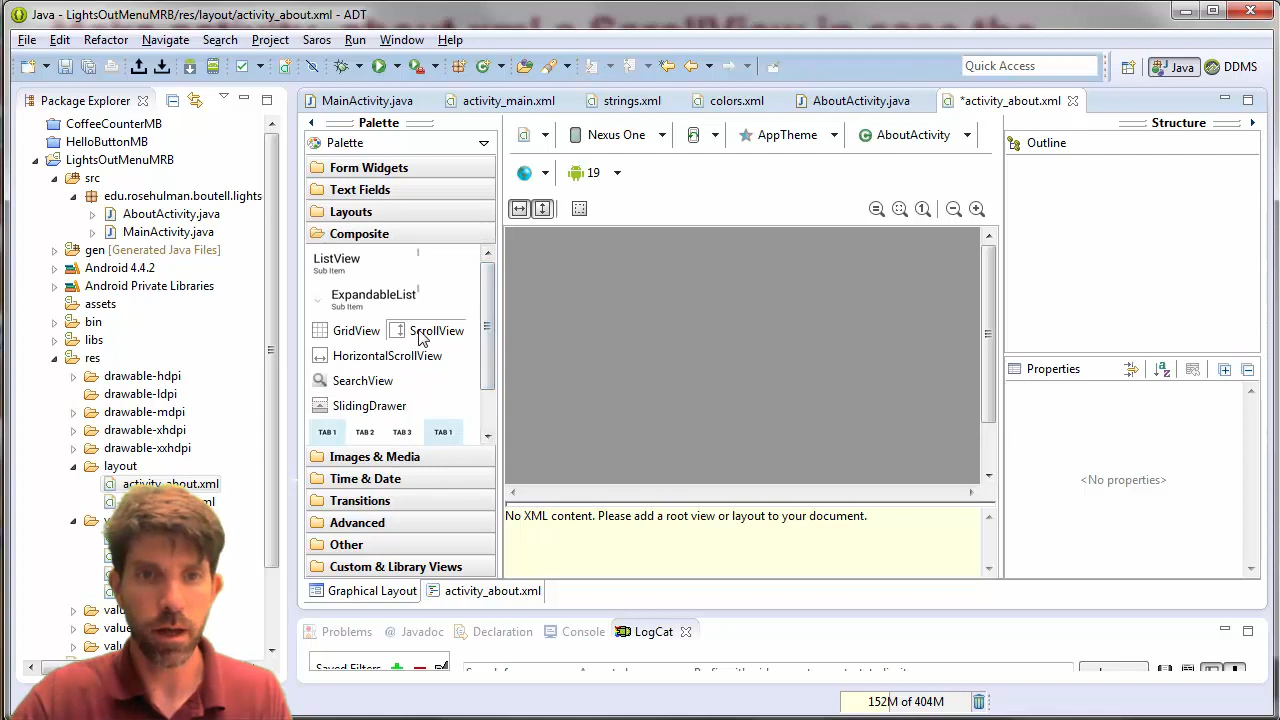 Java - LightsOutMenuMRB/res/layout/activity_about.xml - ADT
File Edit Refactor Navigate Search Project Saros Run Window Help
Quick Access
Java
DDMS
Package Explorer
MainActivity.java
activity_main.xml
strings.xml
colors.xml
AboutActivity.java
*activity_about.xml
CoffeeCounterMB
HelloButtonMB
LightsOutMenuMRB
src
edu.rosehulman.boutell.lights
AboutActivity.java
MainActivity.java
gen [Generated Java Files]
Android 4.4.2
Android Private Libraries
assets
bin
libs
res
drawable-hdpi
drawable-ldpi
drawable-mdpi
drawable-xhdpi
drawable-xxhdpi
layout
activity_about.xml
Palette
Palette
Form Widgets
Text Fields
Layouts
Composite
ListView
Sub Item
ExpandableList
Sub Item
GridView
ScrollView
HorizontalScrollView
SearchView
SlidingDrawer
TAB 1 TAB 2 TAB 3 TAB 1
Images & Media
Time & Date
Transitions
Advanced
Other
Custom & Library Views
Nexus One
AppTheme
AboutActivity
19
No XML content. Please add a root view or layout to your document.
Graphical Layout
activity_about.xml
Structure
Outline
Properties
<No properties>
Problems
Javadoc
Declaration
Console
LogCat
152M of 404M